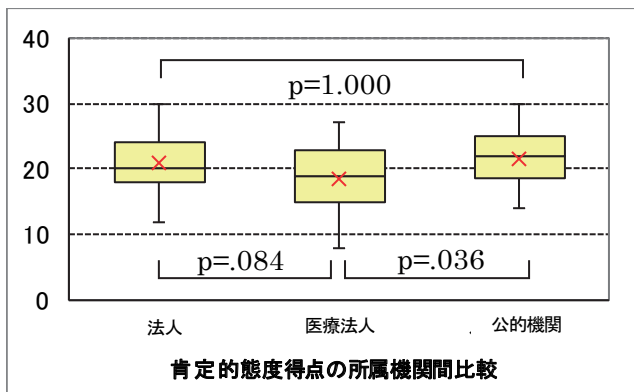 40
p=1.000
30
20
10
p=.084
p=.036
0
法人
医療法人
公的機関
肯定的態度得点の所属機関間比較